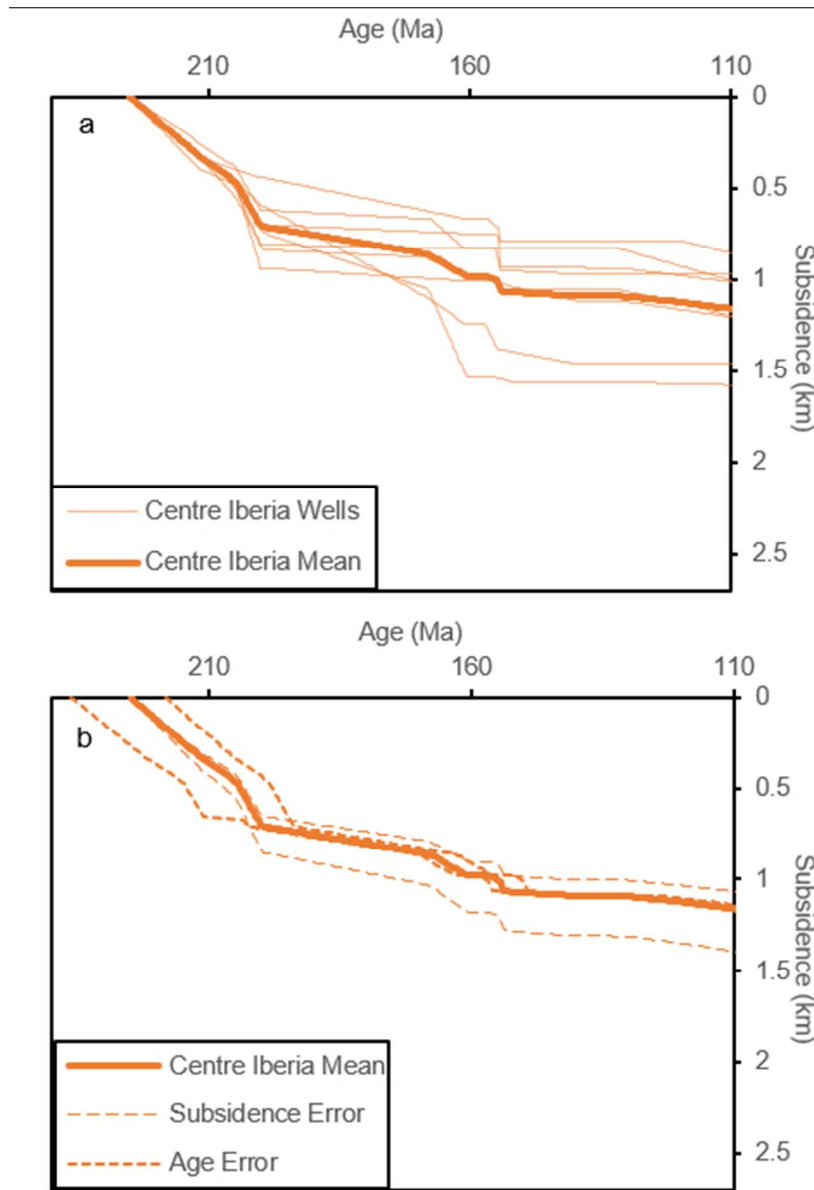 Age (Ma)
210 160 110
0
a
0.5
1
Subsidence (km)
1.5
2
2.5
Centre Iberia Wells
Centre Iberia Mean
Age (Ma)
210 160 110
0
b
0.5
1
Subsidence (km)
1.5
2
2.5
Centre Iberia Mean
Subsidence Error
Age Error